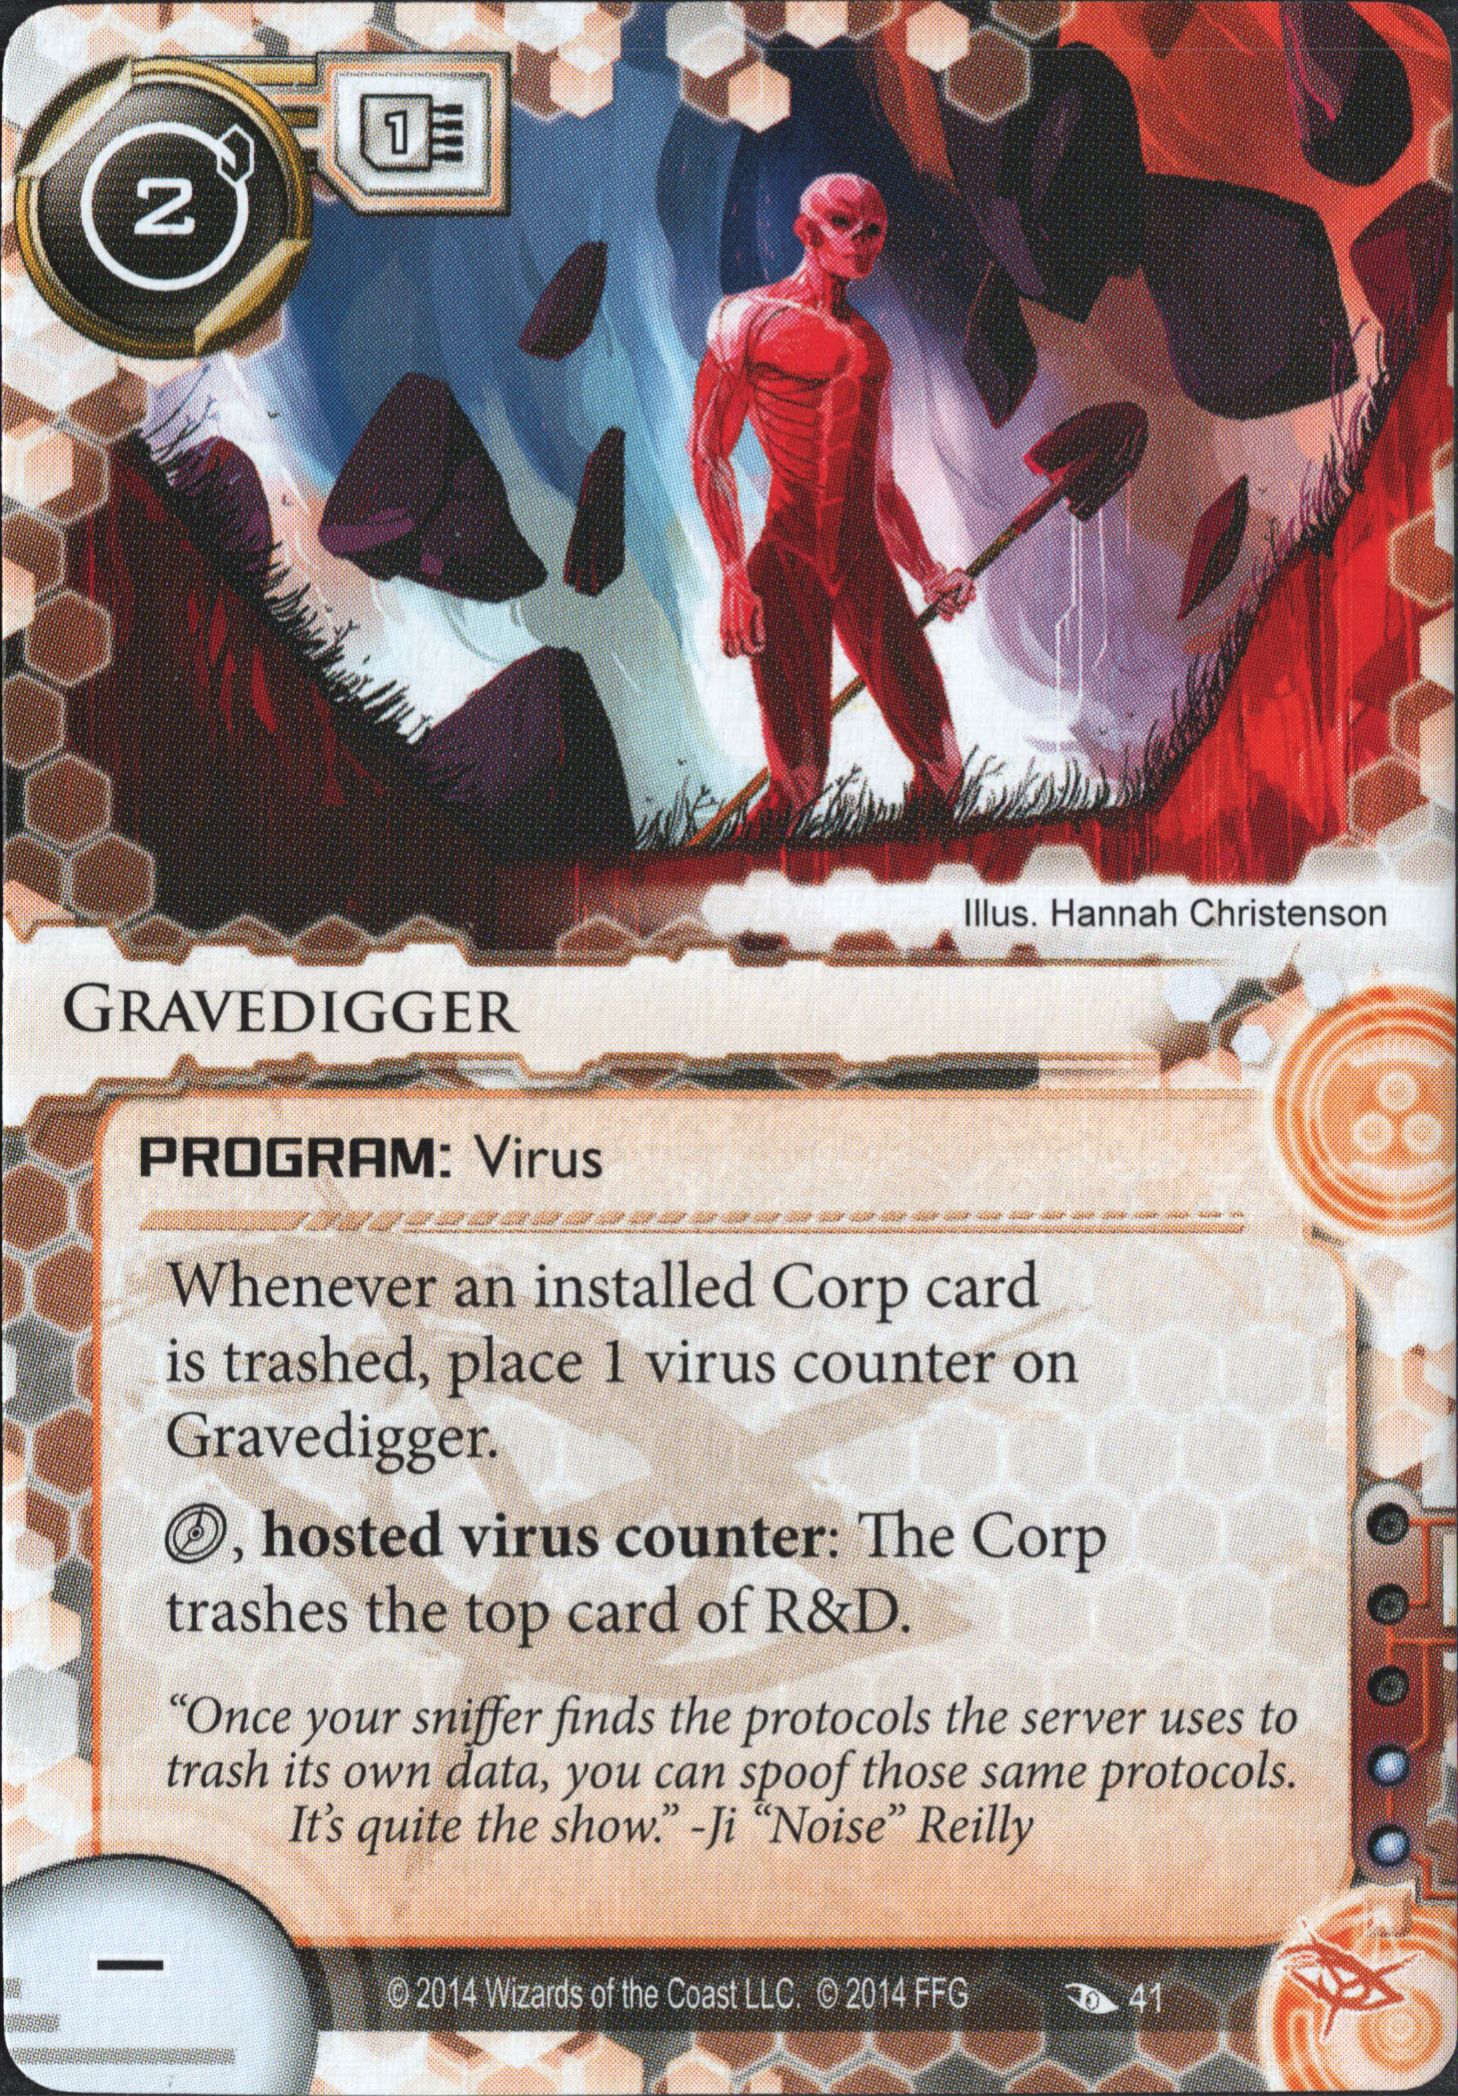 2
1
Illus. Hannah Christenson
GRAVEDIGGER
PROGRAM: Virus
Whenever an installed Corp card
is trashed, place 1 virus counter on
Gravedigger.
, hosted virus counter: The Corp
trashes the top card of R&D.
“Once your sniffer finds the protocols the server uses to
trash its own data, you can spoof those same protocols.
It’s quite the show.” -Ji “Noise” Reilly
–
© 2014 Wizards of the Coast LLC. © 2014 FFG 41